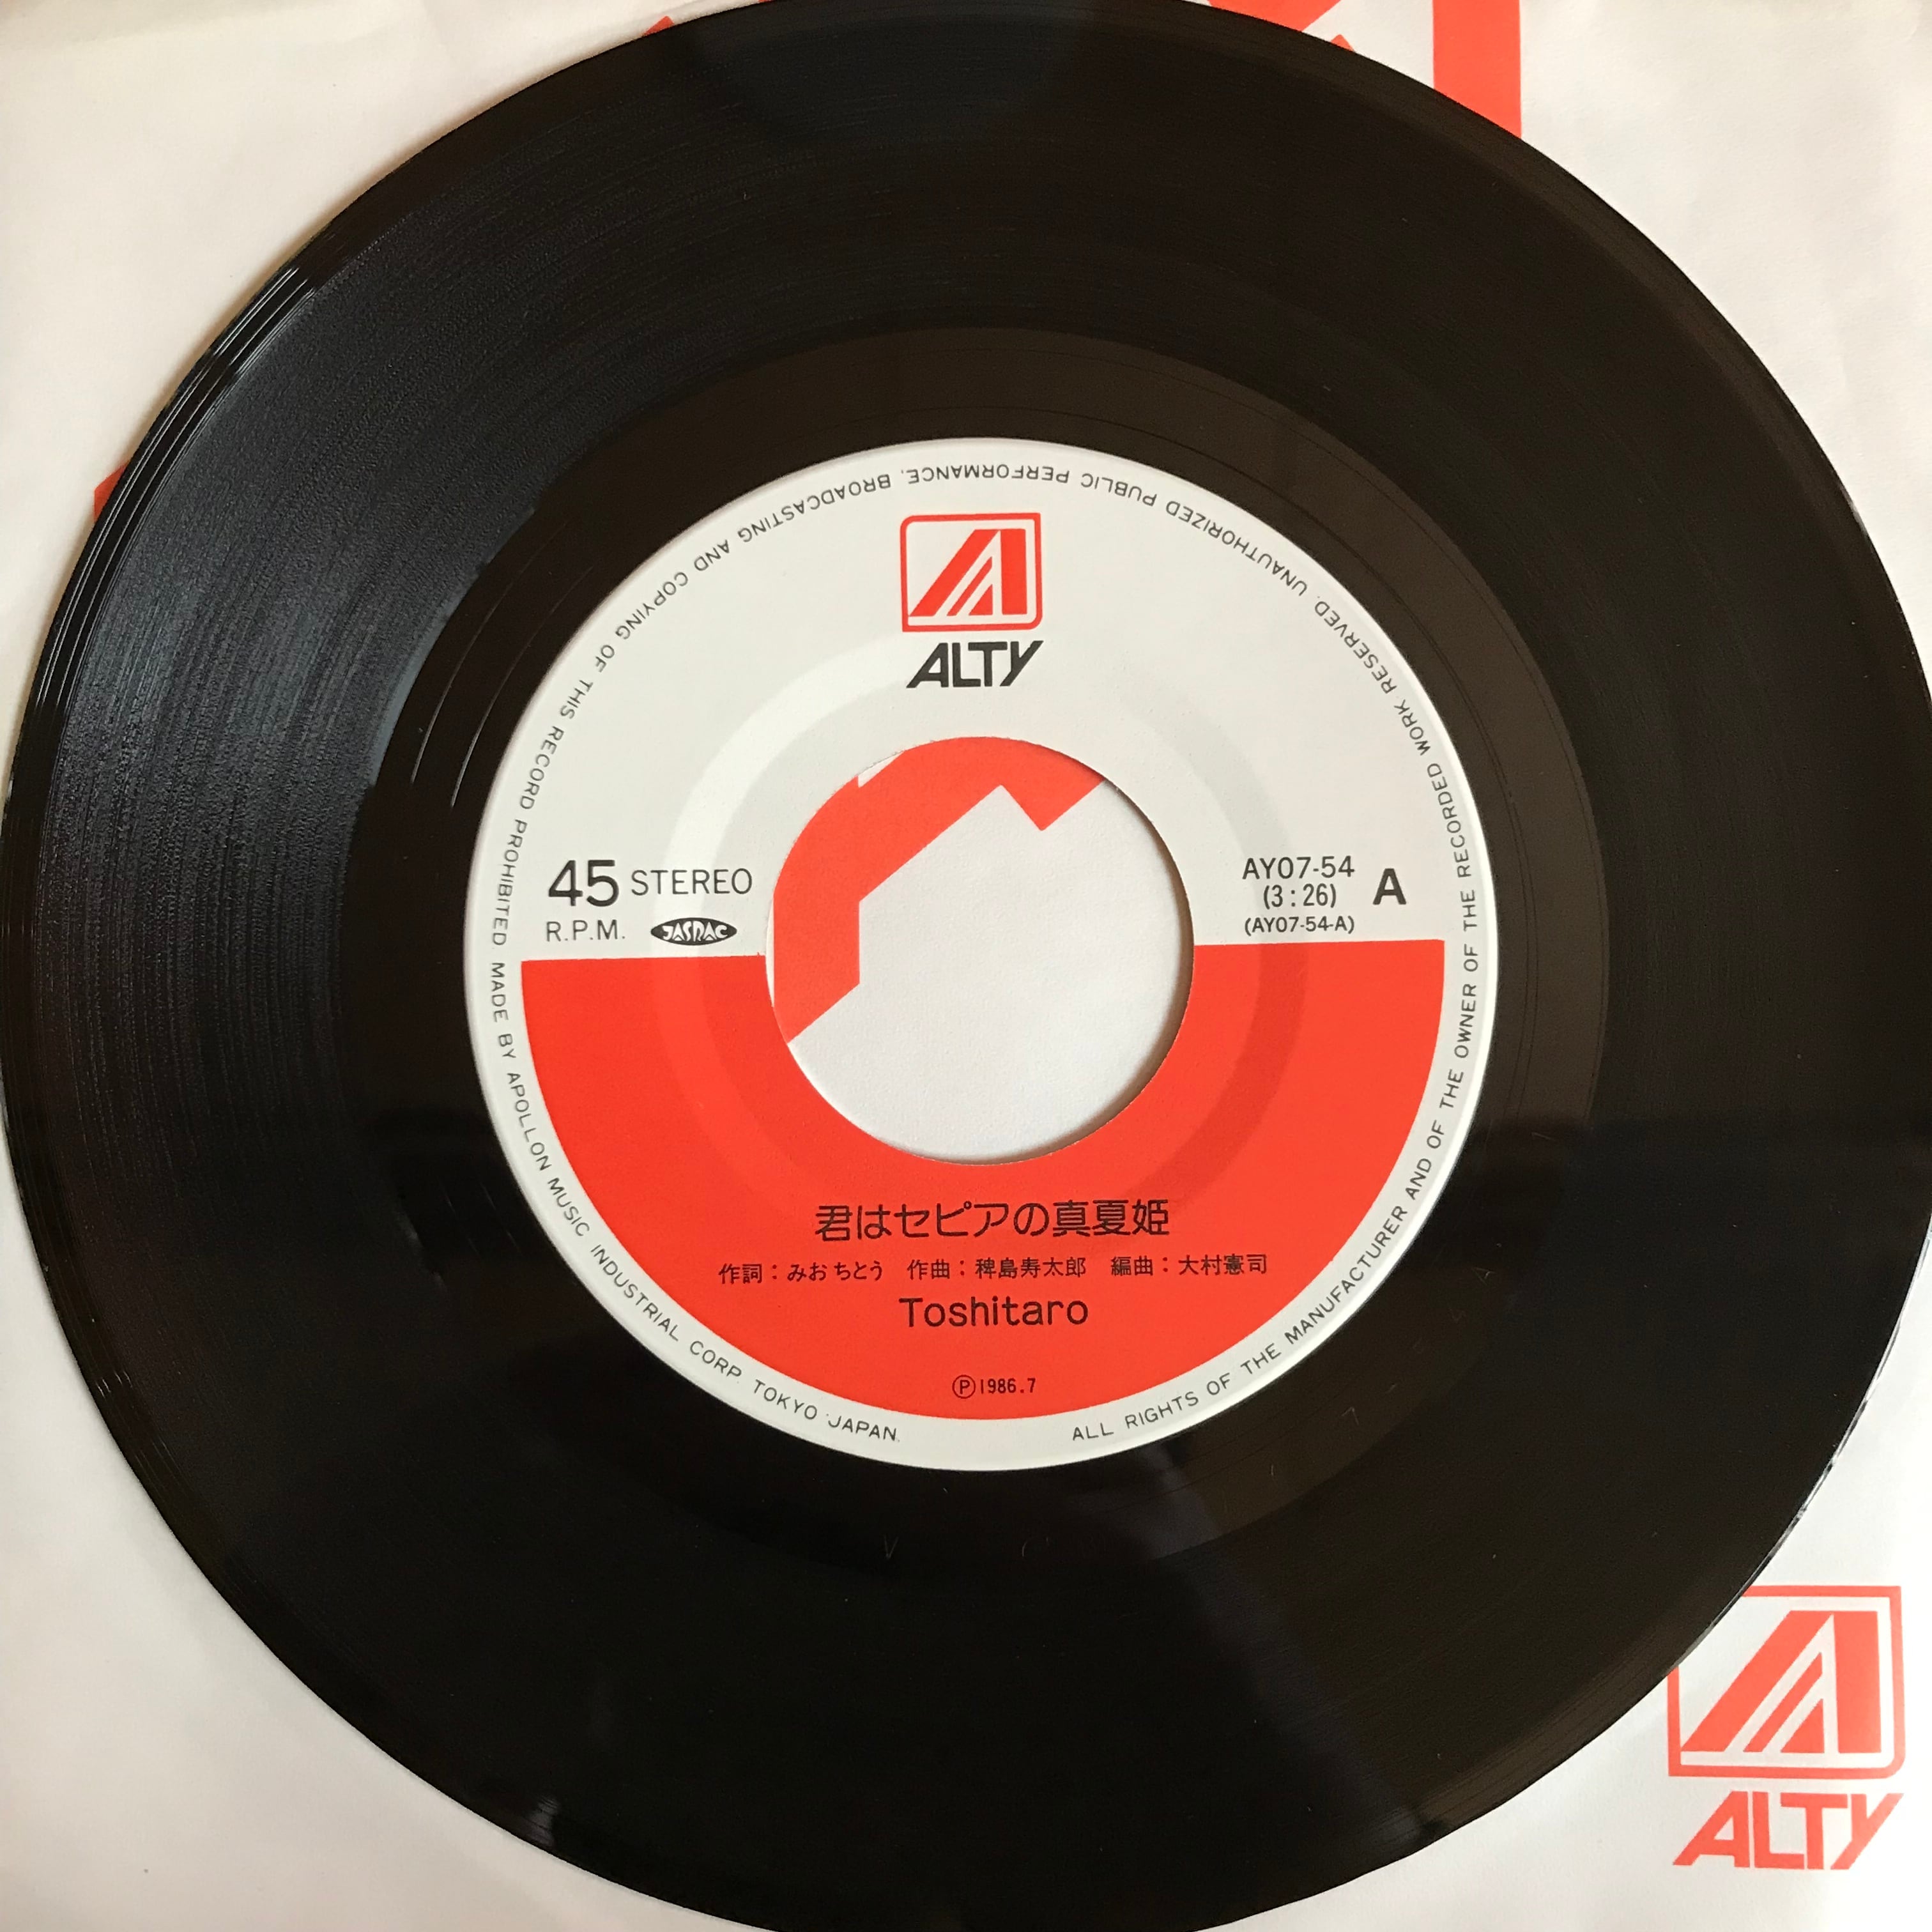 ALTY
45 STEREO
R.P.M. JASRAC
AY07-54
(3:26)
(AY07-54-A)
A
君はセピアの真夏姫
作詞：みおちとう 作曲：稗島寿太郎 編曲：大村憲司
Toshitaro
Ⓟ1986.7
ALL RIGHTS OF THE MANUFACTURER AND OF THE OWNER OF THE RECORDED WORK RESERVED. UNAUTHORIZED PUBLIC PERFORMANCE, BROADCASTING AND COPYING OF THIS RECORD PROHIBITED MADE BY APOLLON MUSIC INDUSTRIAL CORP. TOKYO JAPAN.
ALTY